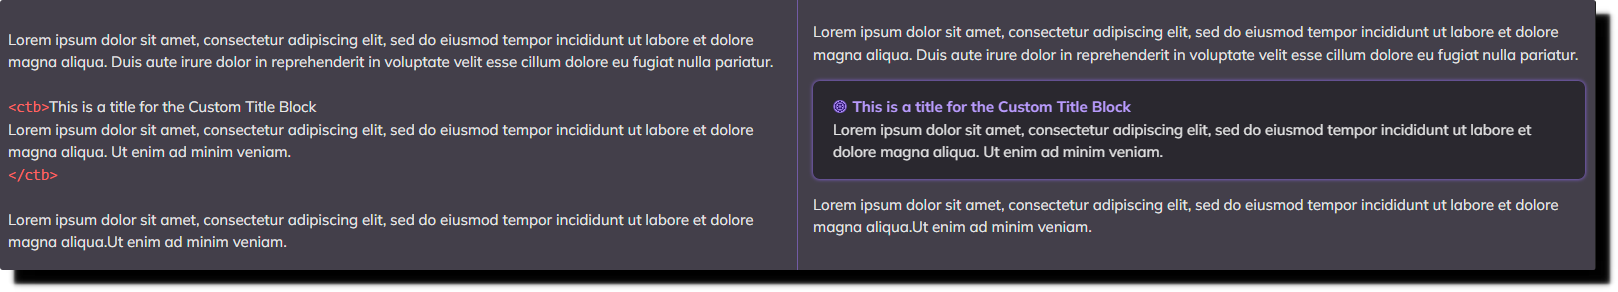 Lorem ipsum dolor sit amet, consectetur adipiscing elit, sed do eiusmod tempor incididunt ut labore et dolore
magna aliqua. Duis aute irure dolor in reprehenderit in voluptate velit esse cillum dolore eu fugiat nulla pariatur.
<ctb>This is a title for the Custom Title Block
Lorem ipsum dolor sit amet, consectetur adipiscing elit, sed do eiusmod tempor incididunt ut labore et dolore
magna aliqua. Ut enim ad minim veniam.
</ctb>
Lorem ipsum dolor sit amet, consectetur adipiscing elit, sed do eiusmod tempor incididunt ut labore et dolore
magna aliqua.Ut enim ad minim veniam.
Lorem ipsum dolor sit amet, consectetur adipiscing elit, sed do eiusmod tempor incididunt ut labore et dolore
magna aliqua. Duis aute irure dolor in reprehenderit in voluptate velit esse cillum dolore eu fugiat nulla pariatur.
This is a title for the Custom Title Block
Lorem ipsum dolor sit amet, consectetur adipiscing elit, sed do eiusmod tempor incididunt ut labore et
dolore magna aliqua. Ut enim ad minim veniam.
Lorem ipsum dolor sit amet, consectetur adipiscing elit, sed do eiusmod tempor incididunt ut labore et dolore
magna aliqua.Ut enim ad minim veniam.